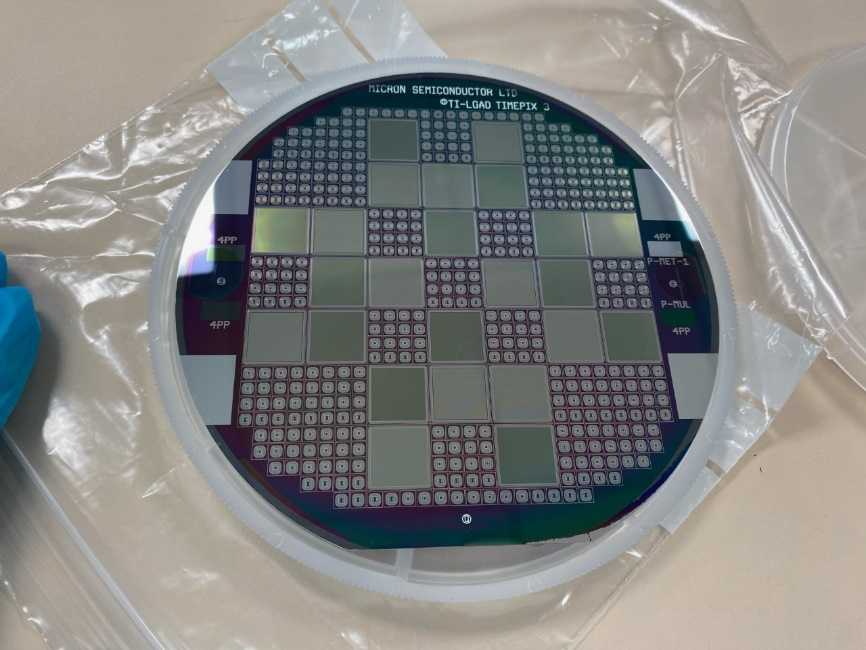 MICRON SEMICONDUCTOR LTD
©TI-LGAD TIMEPIX 3
4PP
4PP
P-MET-1
P-MUL
4PP
4PP